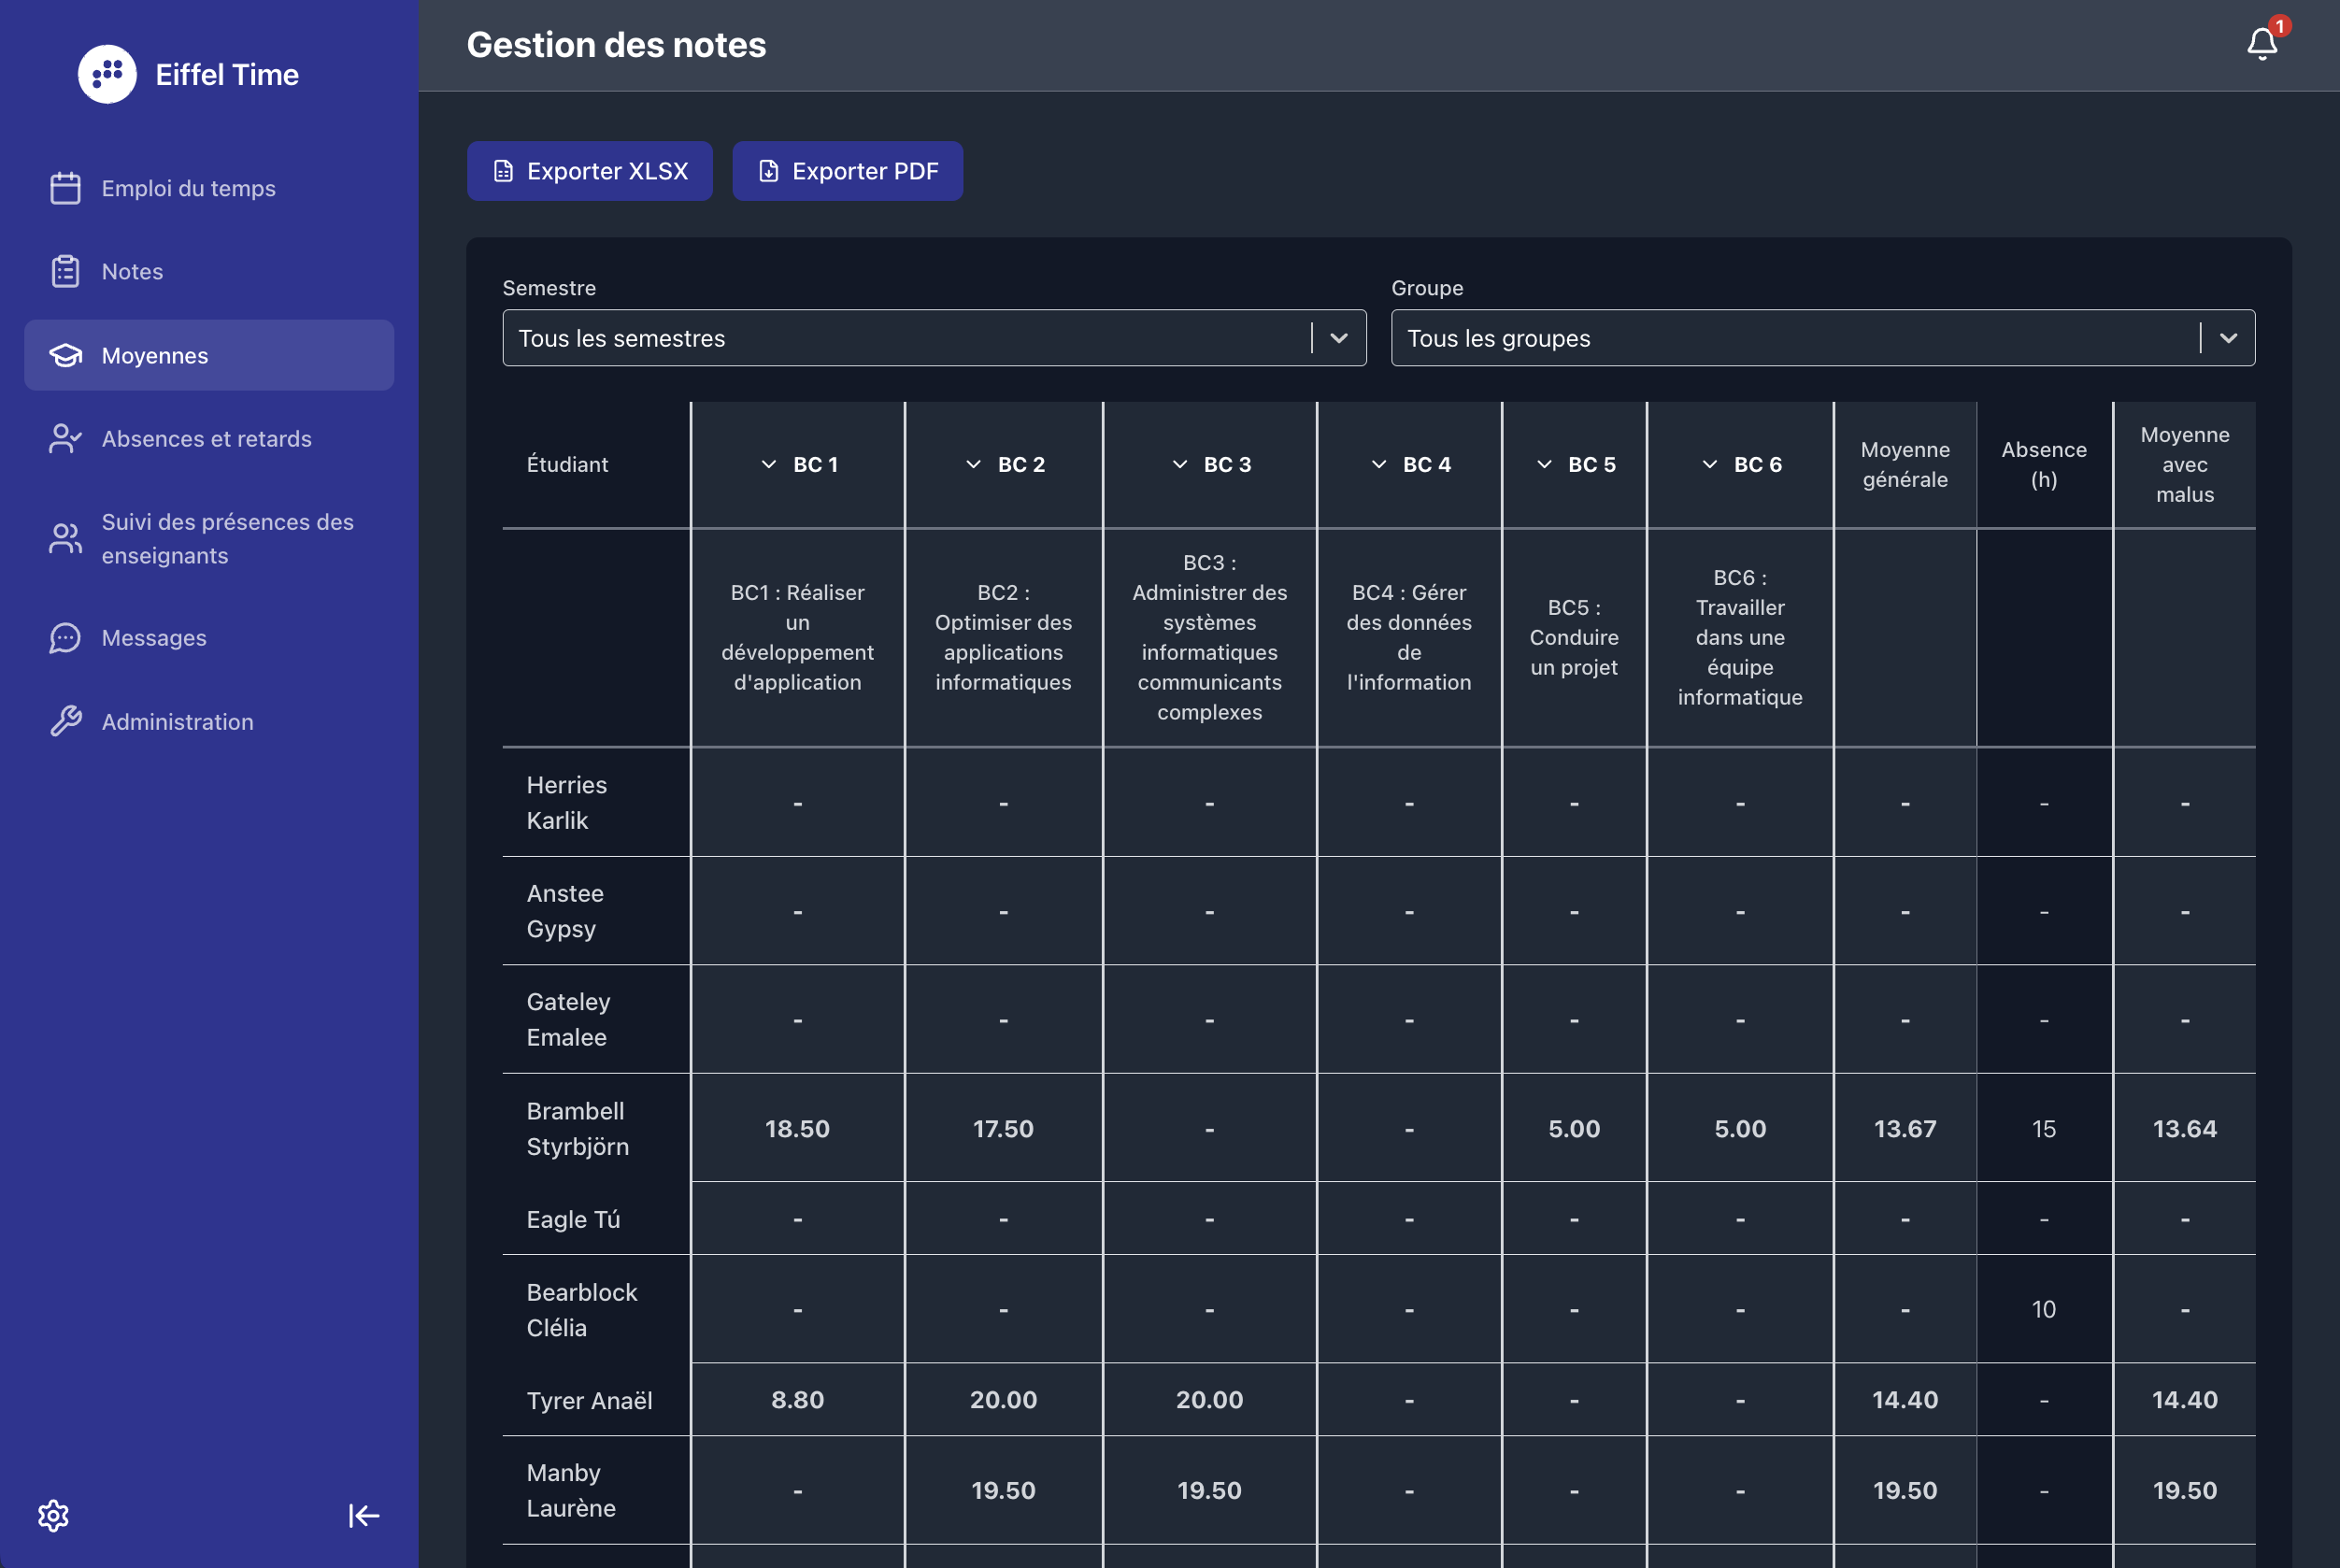 Eiffel Time
Emploi du temps
Notes
Moyennes
Absences et retards
Suivi des présences des
enseignants
Messages
Administration
Gestion des notes
1
Exporter XLSX
Exporter PDF
Semestre
Groupe
Tous les semestres
Tous les groupes
Étudiant
BC 1
BC 2
BC 3
BC 4
BC 5
BC 6
Moyenne
générale
Absence
(h)
Moyenne
avec
malus
BC1 : Réaliser
un
développement
d'application
BC2 :
Optimiser des
applications
informatiques
BC3 :
Administrer des
systèmes
informatiques
communicants
complexes
BC4 : Gérer
des données
de
l'information
BC5 :
Conduire
un projet
BC6 :
Travailler
dans une
équipe
informatique
Herries
Karlik
- - - - - - - - -
Anstee
Gypsy
- - - - - - - - -
Gateley
Emalee
- - - - - - - - -
Brambell
Styrbjörn
18.50 17.50 - - 5.00 5.00 13.67 15 13.64
Eagle Tú - - - - - - - - -
Bearblock
Clélia
- - - - - - - 10 -
Tyrer Anaël 8.80 20.00 20.00 - - - 14.40 - 14.40
Manby
Laurène
- 19.50 19.50 - - - 19.50 - 19.50